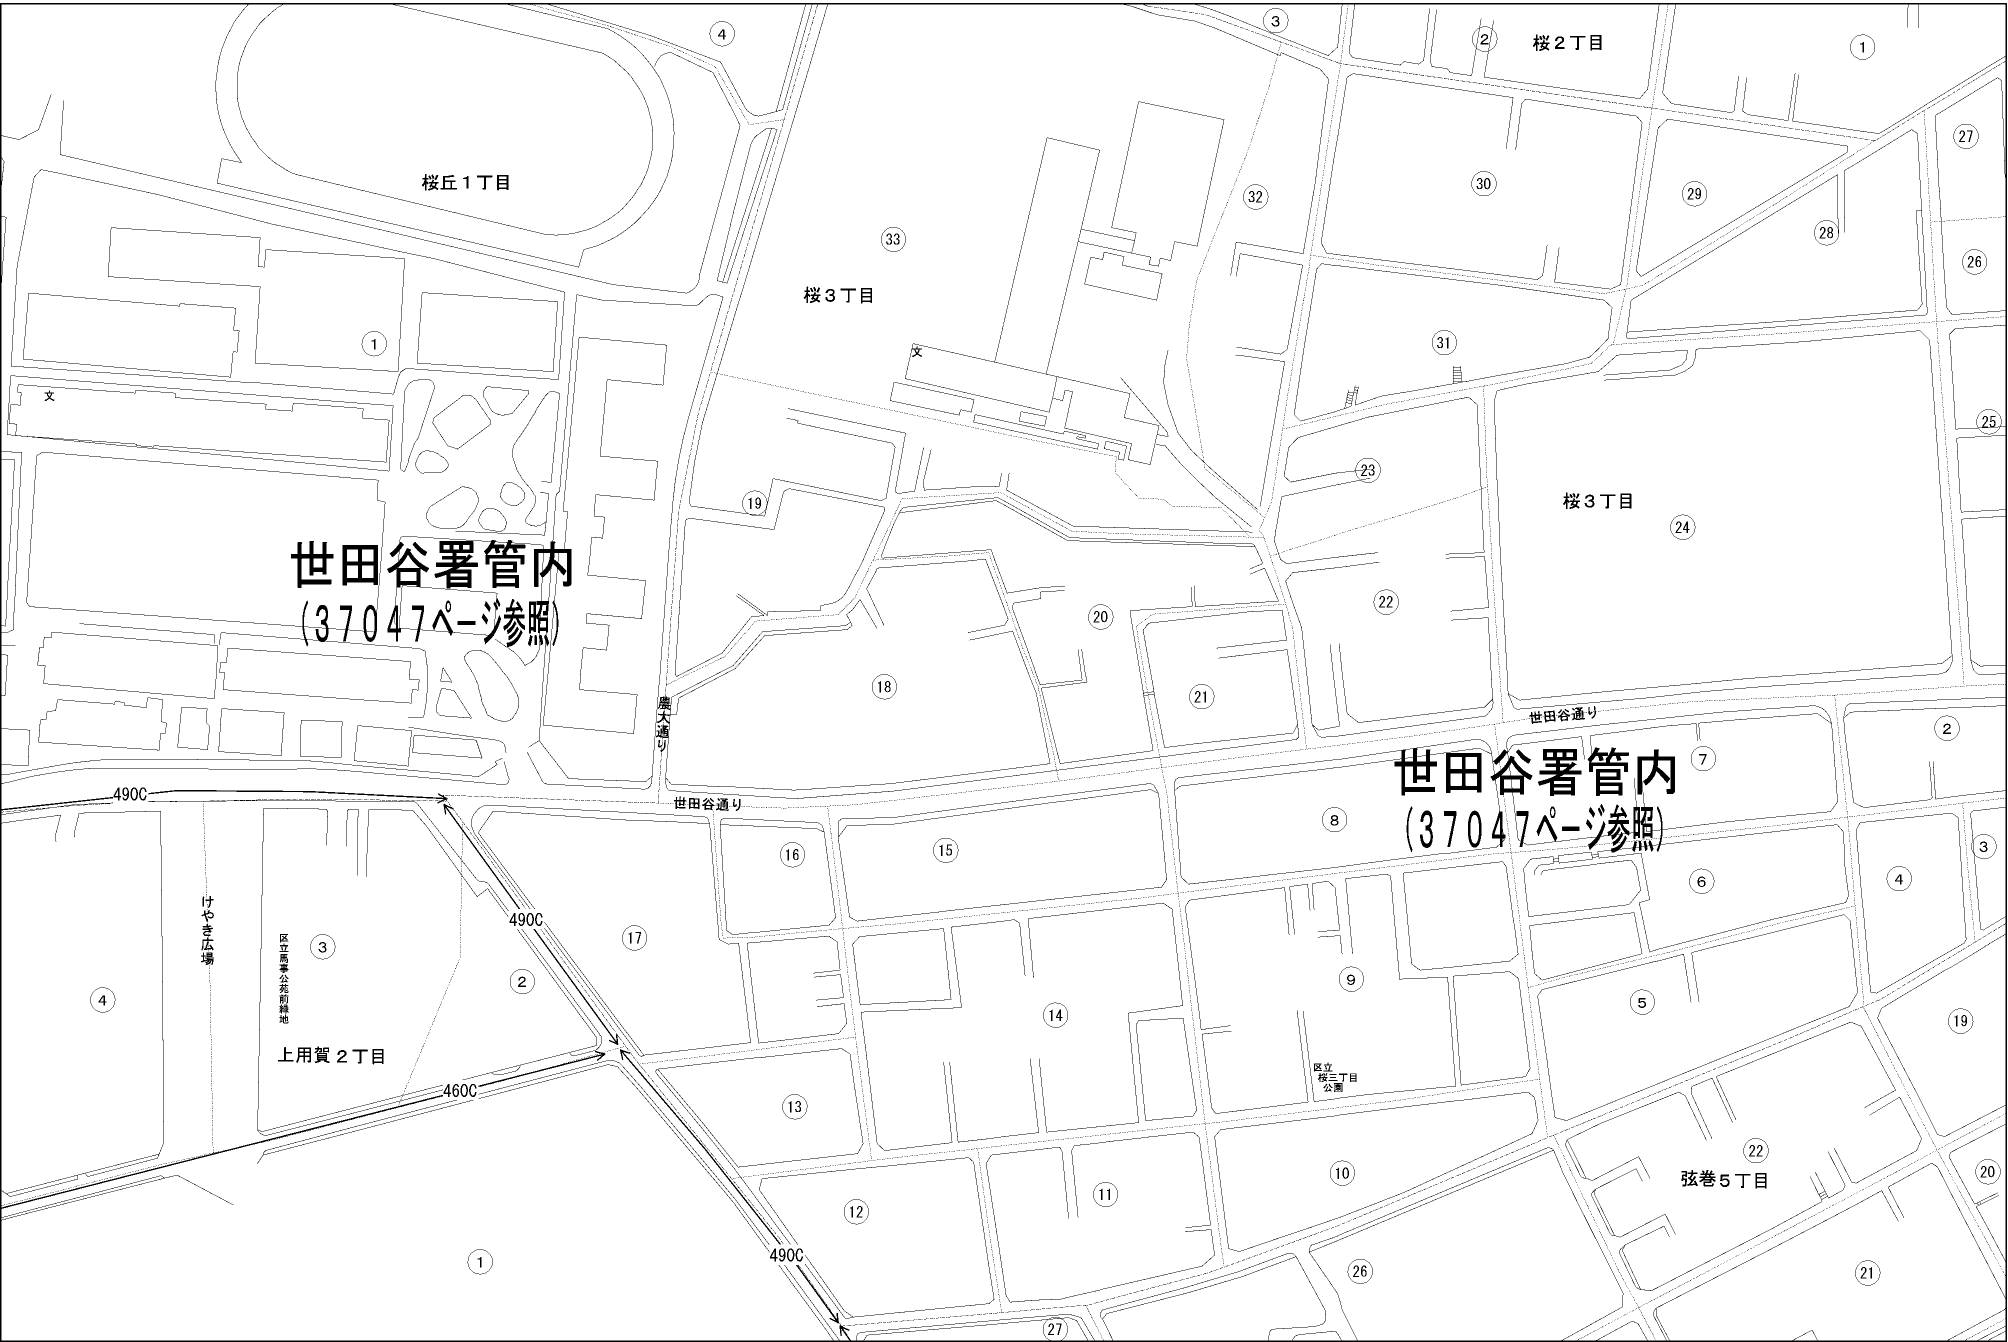 3
4
2
桜２丁目
1
27
桜丘１丁目
30
29
32
28
33
26
桜３丁目
1
31
文
文
25
23
桜３丁目
19
24
世田谷署管内
（３７０４７ページ参照）
22
20
18
21
農大通り
世田谷通り
2
世田谷署管内
（３７０４７ページ参照）
7
490C
世田谷通り
8
16
15
3
6
4
けやき広場
490C
17
区立馬事公苑前緑地
3
2
9
4
5
14
19
上用賀２丁目
区立
桜三丁目
公園
460C
13
22
弦巻５丁目
20
10
11
12
490C
1
26
21
27